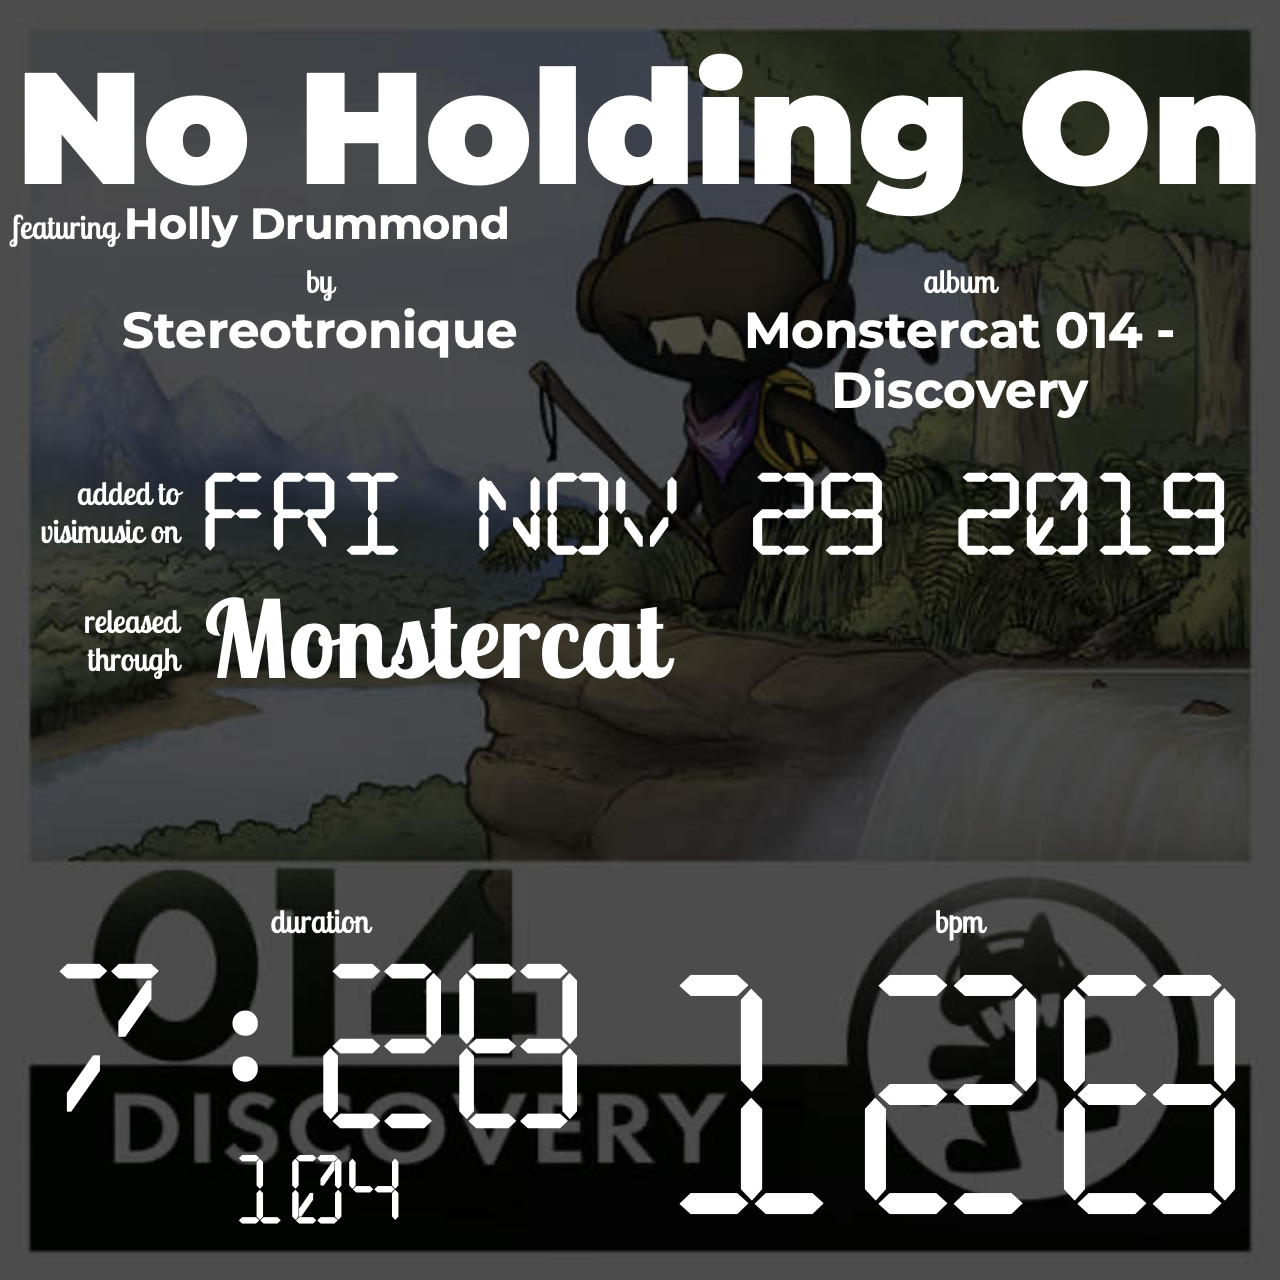 No Holding On
featuring Holly Drummond
by
Stereotronique
album
Monstercat 014 -
Discovery
added to
visimusic on
FRI NOV 29 2019
released
through
Monstercat
014
DISCOVERY
duration
7:28
104
bpm
128